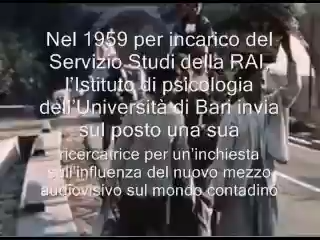 Nel 1959 per incarico del
Servizio Studi della RAI,
l'Istituto di psicologia
dell'Università di Bari invia
sul posto una sua
ricercatrice per un'inchiesta
sull'influenza del nuovo mezzo
audiovisivo sul mondo contadino